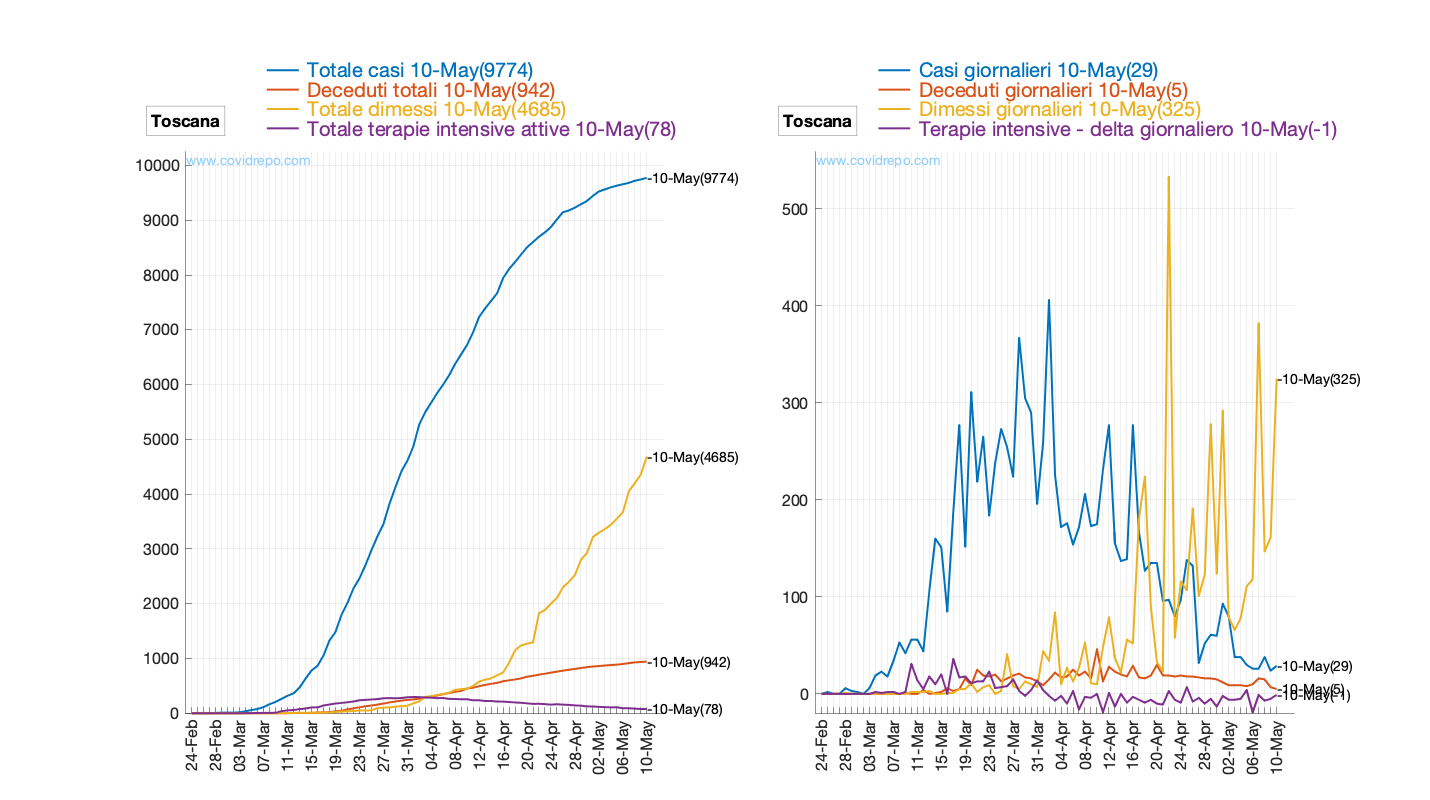 Totale casi 10-May(9774)
Deceduti totali 10-May(942)
Totale dimessi 10-May(4685)
Totale terapie intensive attive 10-May(78)
Toscana
www.covidrepo.com
10000
9000
8000
7000
6000
5000
4000
3000
2000
1000
0
-10-May(9774)
-10-May(4685)
-10-May(942)
-10-May(78)
24-Feb
28-Feb
03-Mar
07-Mar
11-Mar
15-Mar
19-Mar
23-Mar
27-Mar
31-Mar
04-Apr
08-Apr
12-Apr
16-Apr
20-Apr
24-Apr
28-Apr
02-May
06-May
10-May
Casi giornalieri 10-May(29)
Deceduti giornalieri 10-May(5)
Dimessi giornalieri 10-May(325)
Terapie intensive - delta giornaliero 10-May(-1)
Toscana
www.covidrepo.com
500
400
300
200
100
0
-10-May(325)
-10-May(29)
-10-May(5)
-10-May(-1)
24-Feb
28-Feb
03-Mar
07-Mar
11-Mar
15-Mar
19-Mar
23-Mar
27-Mar
31-Mar
04-Apr
08-Apr
12-Apr
16-Apr
20-Apr
24-Apr
28-Apr
02-May
06-May
10-May